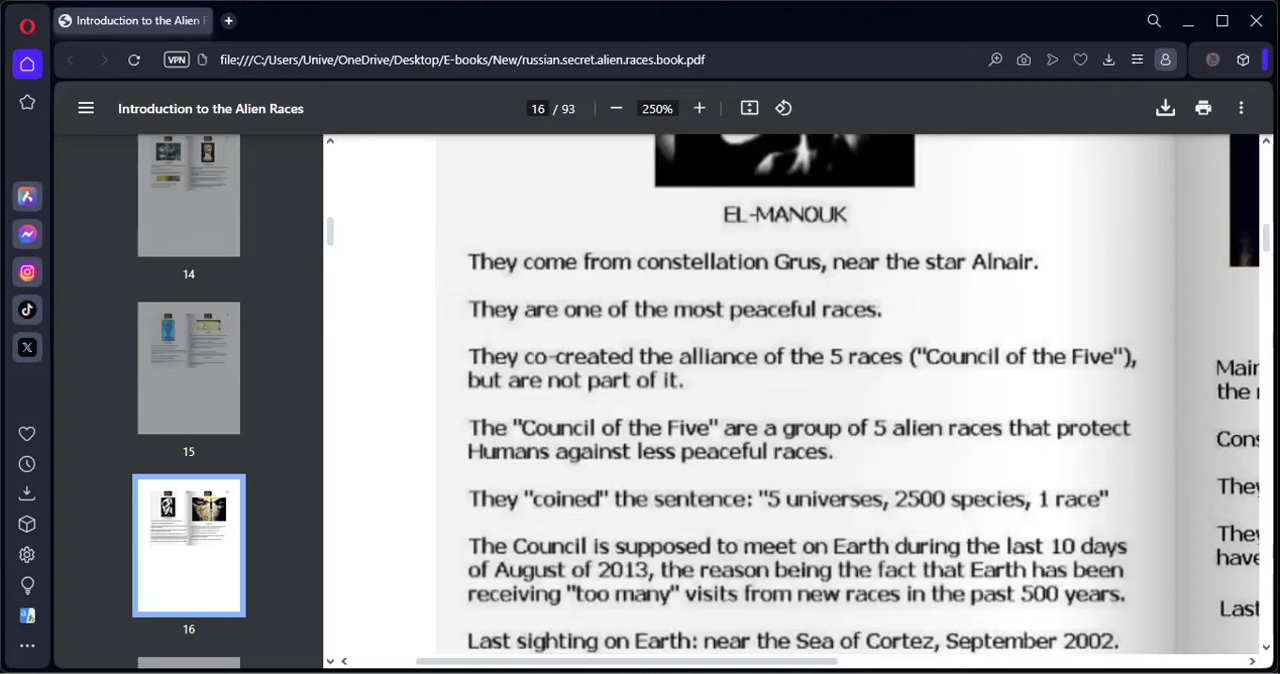 Introduction to the Alien R
VPN
file:///C:/Users/Unive/OneDrive/Desktop/E-books/New/russian.secret.alien.races.book.pdf
Introduction to the Alien Races
16 / 93
250%
14
15
16
EL-MANOUK
They come from constellation Grus, near the star Alnair.
They are one of the most peaceful races.
They co-created the alliance of the 5 races ("Council of the Five"),
but are not part of it.
The "Council of the Five" are a group of 5 alien races that protect
Humans against less peaceful races.
They "coined" the sentence: "5 universes, 2500 species, 1 race"
The Council is supposed to meet on Earth during the last 10 days
of August of 2013, the reason being the fact that Earth has been
receiving "too many" visits from new races in the past 500 years.
Last sighting on Earth: near the Sea of Cortez, September 2002.
the
Cons
They
They
have
Last